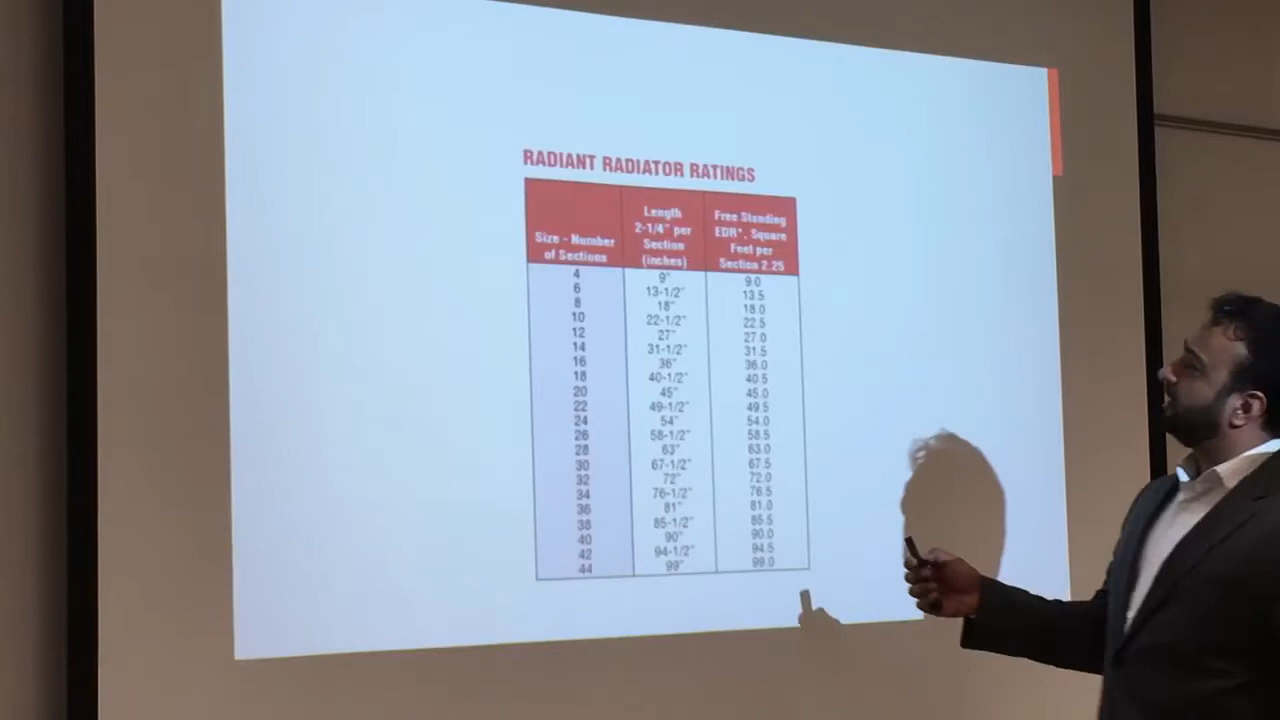 RADIANT RADIATOR RATINGS
Size - Number
of Sections
Length
2-1/4" per
Section
(inches)
Free Standing
EDR*, Square
Feet per
Section 2.25
4 9" 9.0
6 13-1/2" 13.5
8 18" 18.0
10 22-1/2" 22.5
12 27" 27.0
14 31-1/2" 31.5
16 36" 36.0
18 40-1/2" 40.5
20 45" 45.0
22 49-1/2" 49.5
24 54" 54.0
26 58-1/2" 58.5
28 63" 63.0
30 67-1/2" 67.5
32 72" 72.0
34 76-1/2" 76.5
36 81" 81.0
38 85-1/2" 85.5
40 90" 90.0
42 94-1/2" 94.5
44 99" 99.0